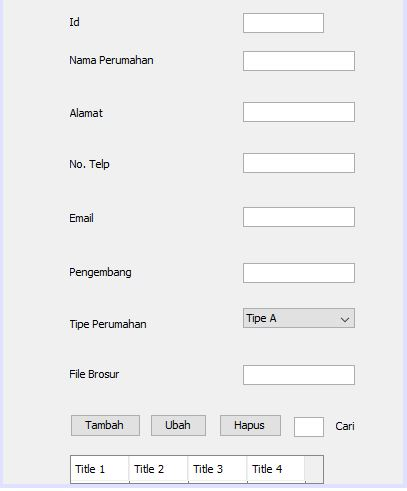 Id
Nama Perumahan
Alamat
No. Telp
Email
Pengembang
Tipe Perumahan Tipe A
File Brosur
Tambah Ubah Hapus Cari
Title 1 Title 2 Title 3 Title 4